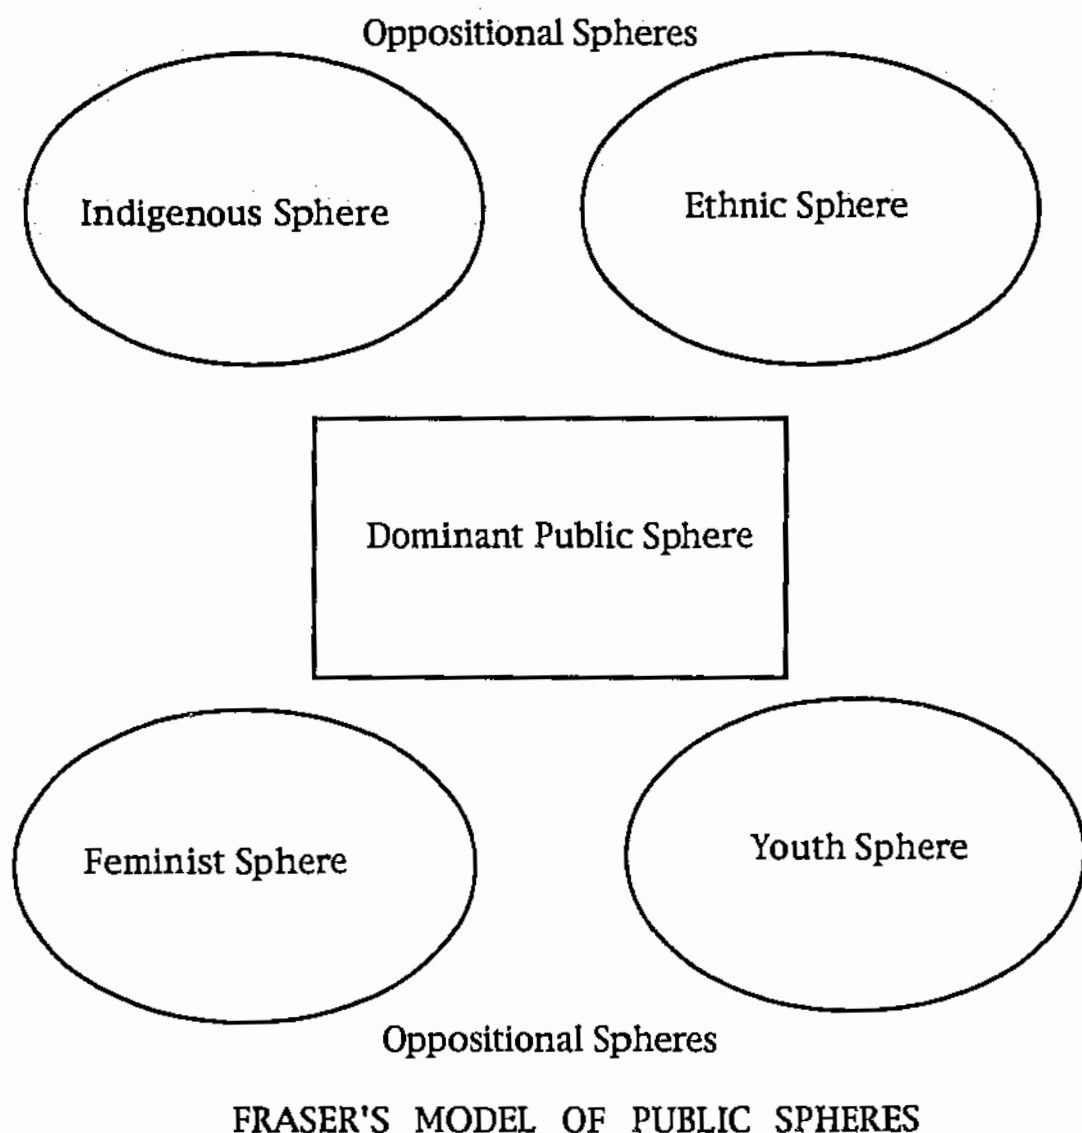 Oppositional Spheres
Indigenous Sphere
Ethnic Sphere
Dominant Public Sphere
Feminist Sphere
Youth Sphere
Oppositional Spheres
FRASER'S MODEL OF PUBLIC SPHERES